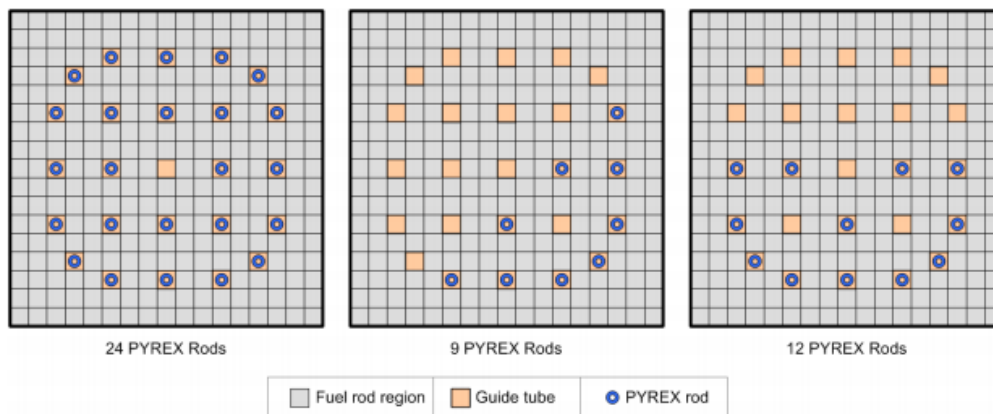 24 PYREX Rods
9 PYREX Rods
12 PYREX Rods
Fuel rod region
Guide tube
PYREX rod